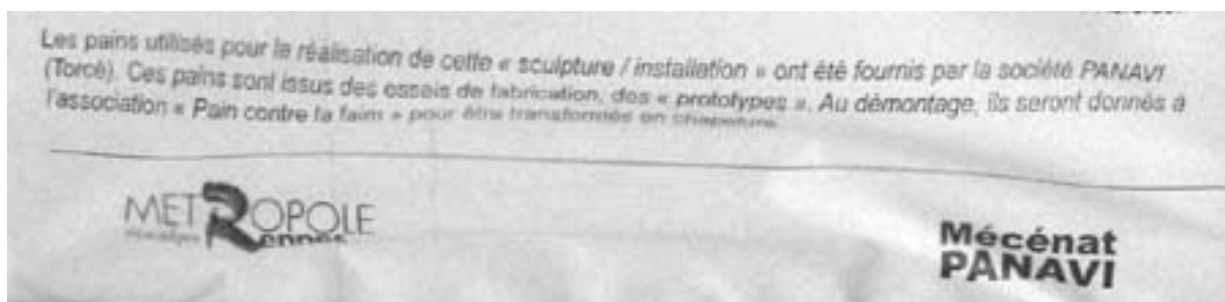 Les pains utilisés pour la réalisation de cette « sculpture / installation » ont été fournis par la société PANAVI
(Torcé). Ces pains sont issus des essais de fabrication, des « prototypes ». Au démontage, ils seront donnés à
l'association « Pain contre la faim » pour être transformés en chapelure.
METROPOLE
Rennes
Mécénat
PANAVI